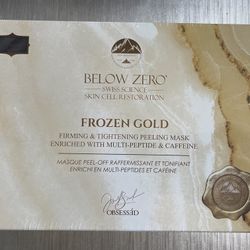 BELOW ZERO®
SWISS SCIENCE
SKIN CELL RESTORATION
FROZEN GOLD
FIRMING & TIGHTENING PEELING MASK
ENRICHED WITH MULTI-PEPTIDE & CAFFEINE
MASQUE PEEL-OFF RAFFERMISSANT ET TONIFIANT
ENRICHI EN MULTI-PEPTIDES ET CAFÉINE
OBSESSED